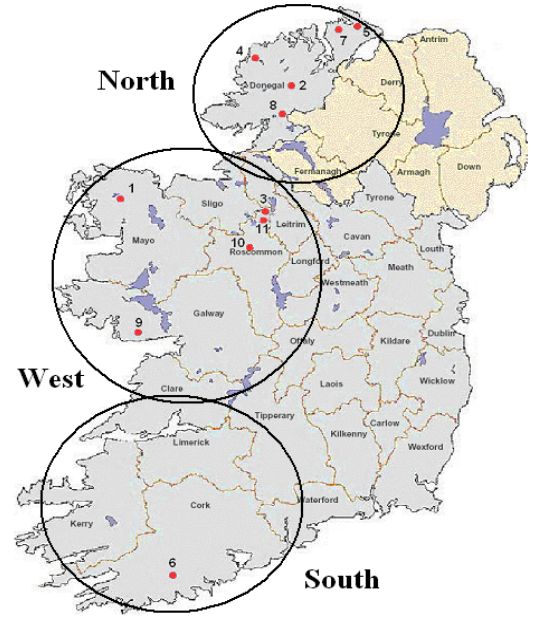 Antrim
5
7
4
North
Derry
Donegal
2
8
Tyrone
Armagh
Down
Fermanagh
1
Sligo
3
11
Leitrim
Tyrone
Mayo
10
Roscommon
Cavan
Louth
Longford
Meath
Westmeath
Galway
9
Offaly
Kildare
Dublin
West
Clare
Laois
Wicklow
Tipperary
Carlow
Kilkenny
Limerick
Wexford
Waterford
Cork
Kerry
6
South